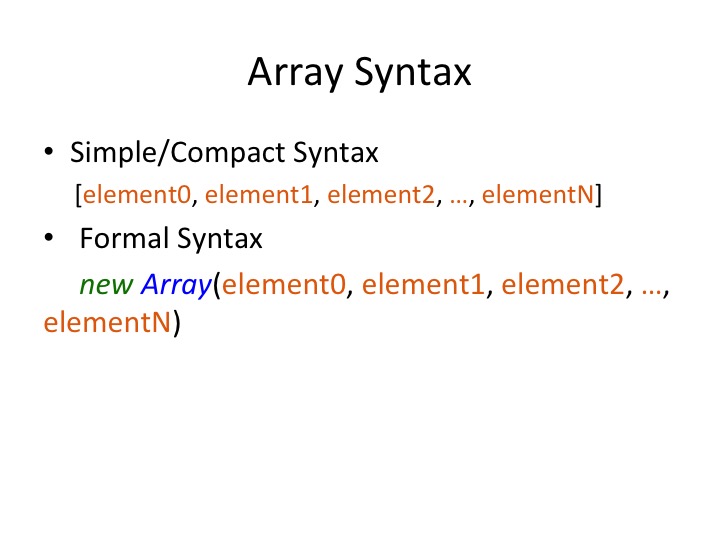 Array Syntax
• Simple/Compact Syntax
[element0, element1, element2, …, elementN]
• Formal Syntax
new Array(element0, element1, element2, …,
elementN)